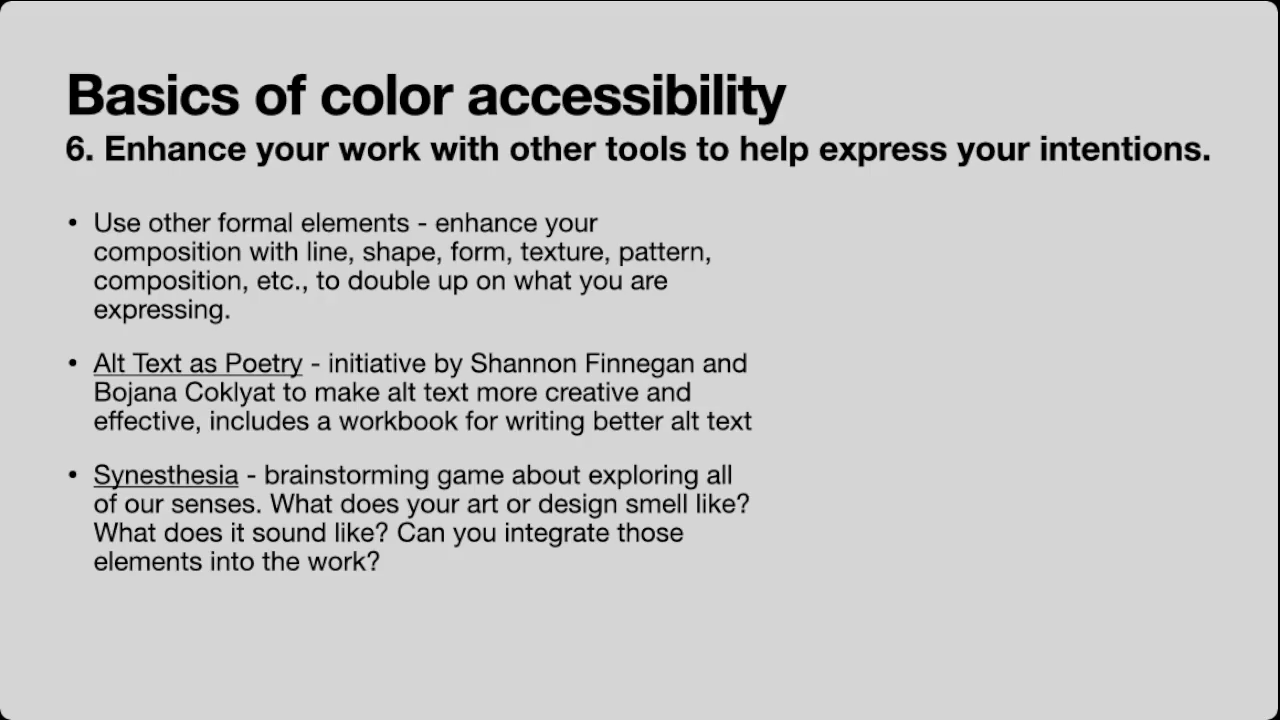 Basics of color accessibility
6. Enhance your work with other tools to help express your intentions.
• Use other formal elements - enhance your
composition with line, shape, form, texture, pattern,
composition, etc., to double up on what you are
expressing.
• Alt Text as Poetry - initiative by Shannon Finnegan and
Bojana Coklyat to make alt text more creative and
effective, includes a workbook for writing better alt text
• Synesthesia - brainstorming game about exploring all
of our senses. What does your art or design smell like?
What does it sound like? Can you integrate those
elements into the work?